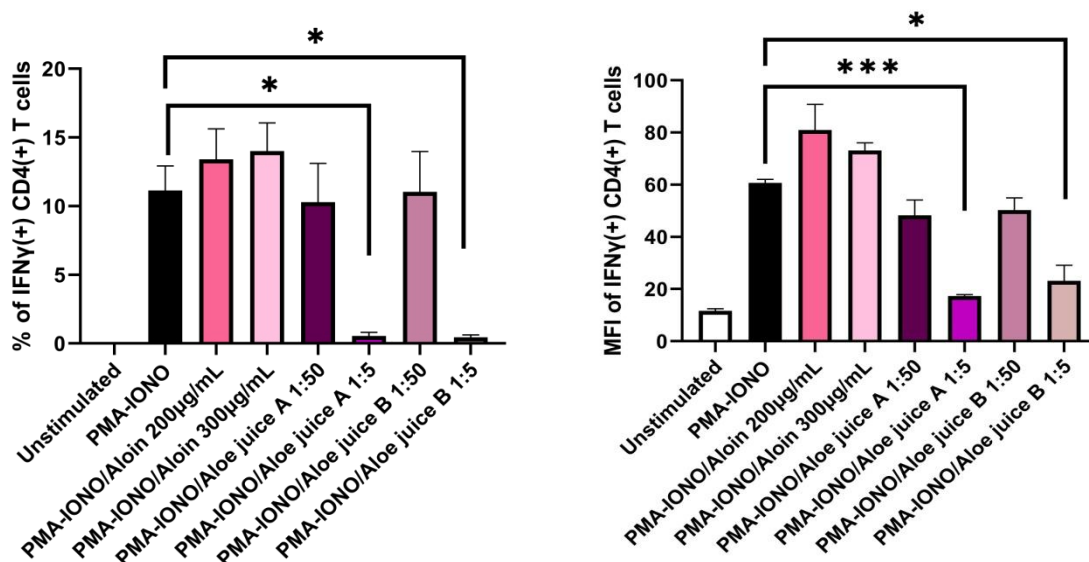 % of IFNγ(+) CD4(+) T cells
20
15
10
5
0
*
*
Unstimulated
PMA-IONO
PMA-IONO/Aloin 200µg/mL
PMA-IONO/Aloin 300µg/mL
PMA-IONO/Aloe juice A 1:50
PMA-IONO/Aloe juice A 1:5
PMA-IONO/Aloe juice B 1:50
PMA-IONO/Aloe juice B 1:5
MFI of IFNγ(+) CD4(+) T cells
100
80
60
40
20
0
*
***
Unstimulated
PMA-IONO
PMA-IONO/Aloin 200µg/mL
PMA-IONO/Aloin 300µg/mL
PMA-IONO/Aloe juice A 1:50
PMA-IONO/Aloe juice A 1:5
PMA-IONO/Aloe juice B 1:50
PMA-IONO/Aloe juice B 1:5